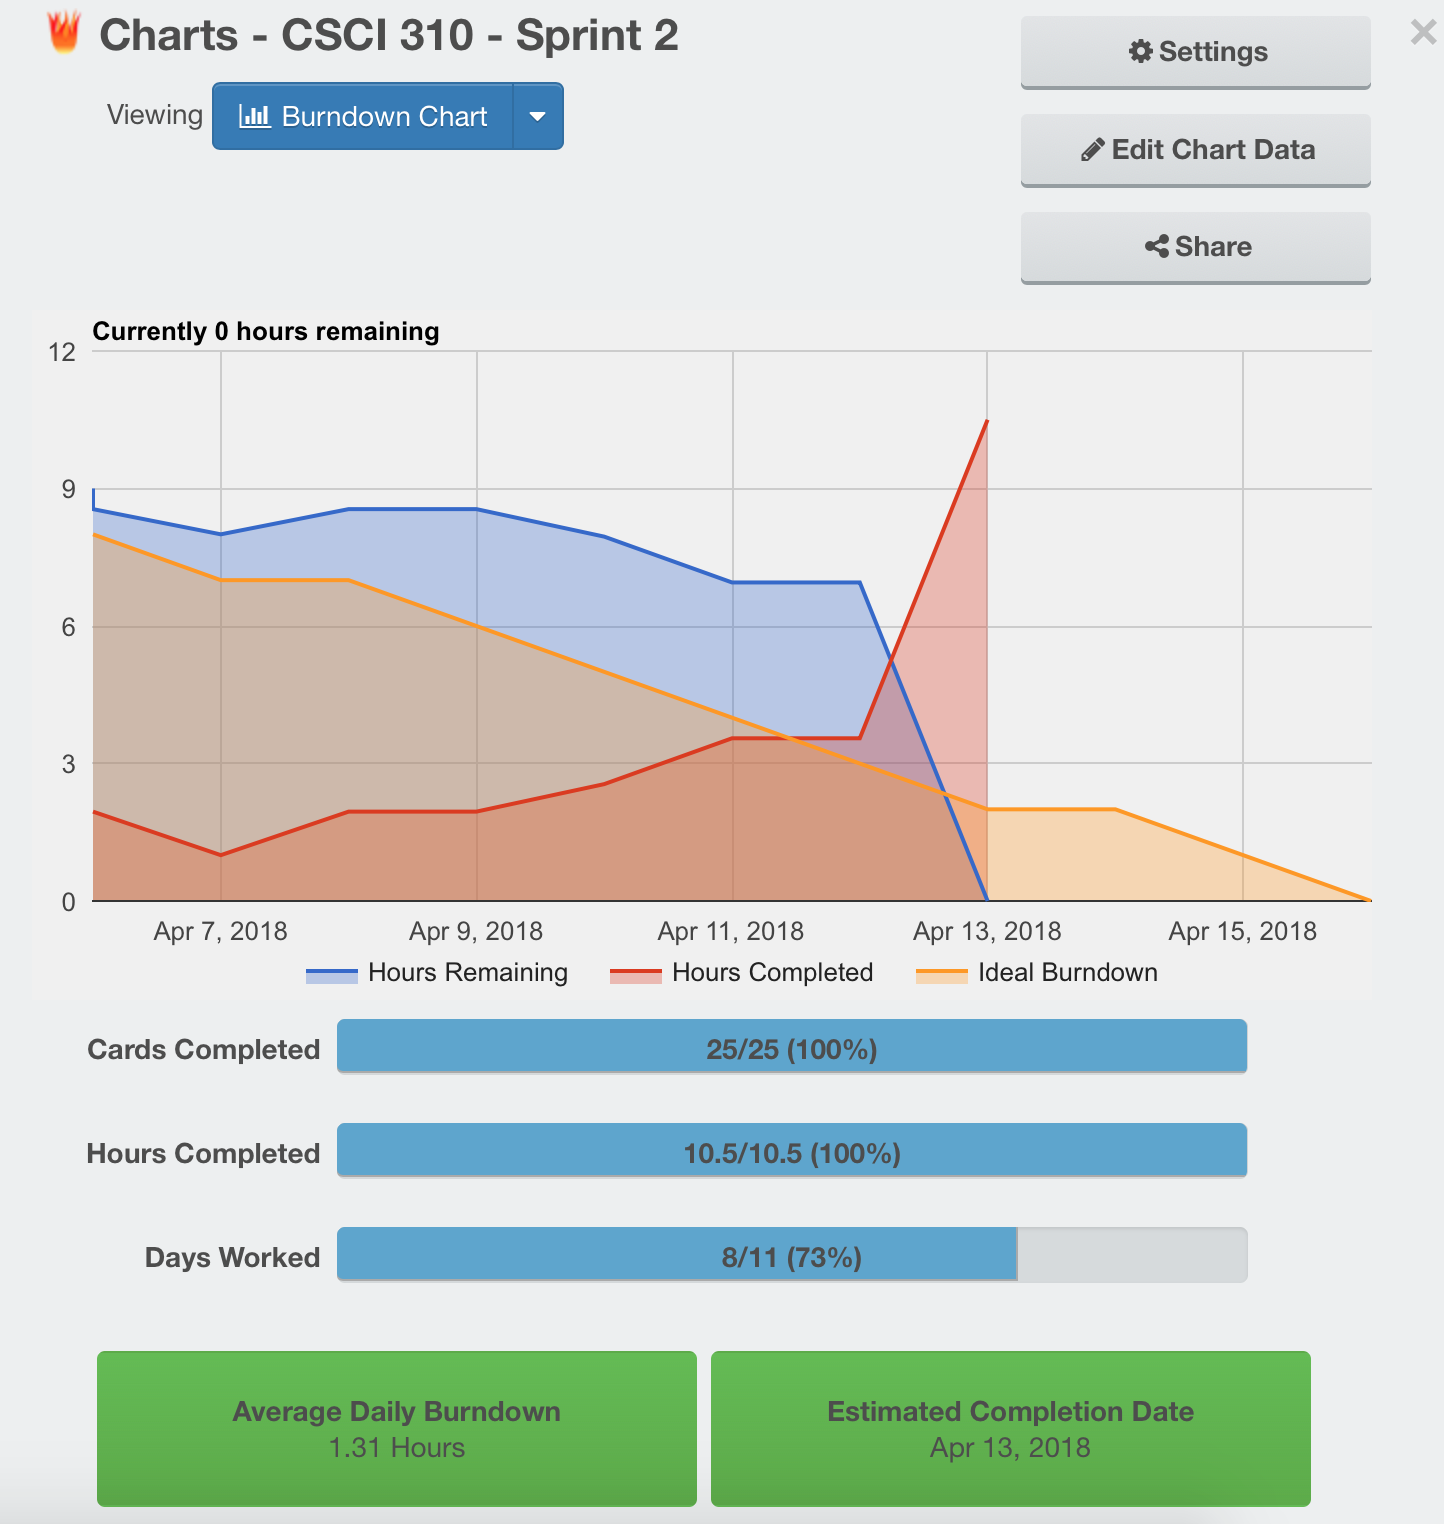 Charts - CSCI 310 - Sprint 2
Viewing
Burndown Chart
Settings
Edit Chart Data
Share
Currently 0 hours remaining
12
9
6
3
0
Apr 7, 2018 Apr 9, 2018 Apr 11, 2018 Apr 13, 2018 Apr 15, 2018
Hours Remaining Hours Completed Ideal Burndown
Cards Completed 25/25 (100%)
Hours Completed 10.5/10.5 (100%)
Days Worked 8/11 (73%)
Average Daily Burndown
1.31 Hours
Estimated Completion Date
Apr 13, 2018